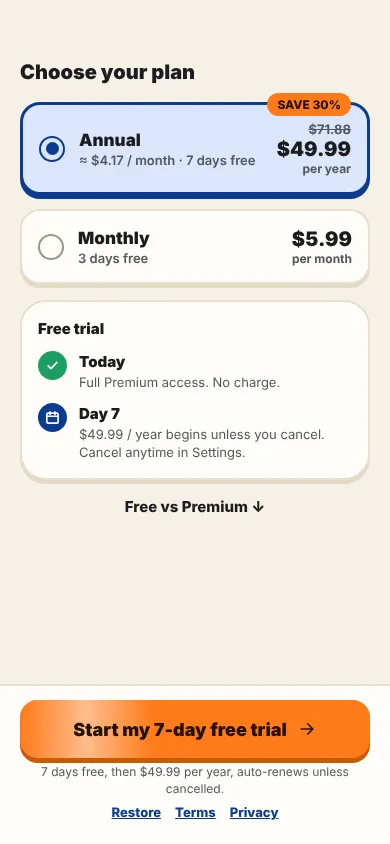 Choose your plan
SAVE 30%
Annual
≈ $4.17 / month · 7 days free
$71.88
$49.99
per year
Monthly
3 days free
$5.99
per month
Free trial
Today
Full Premium access. No charge.
Day 7
$49.99 / year begins unless you cancel.
Cancel anytime in Settings.
Free vs Premium ↓
Start my 7-day free trial →
7 days free, then $49.99 per year, auto-renews unless
cancelled.
Restore Terms Privacy